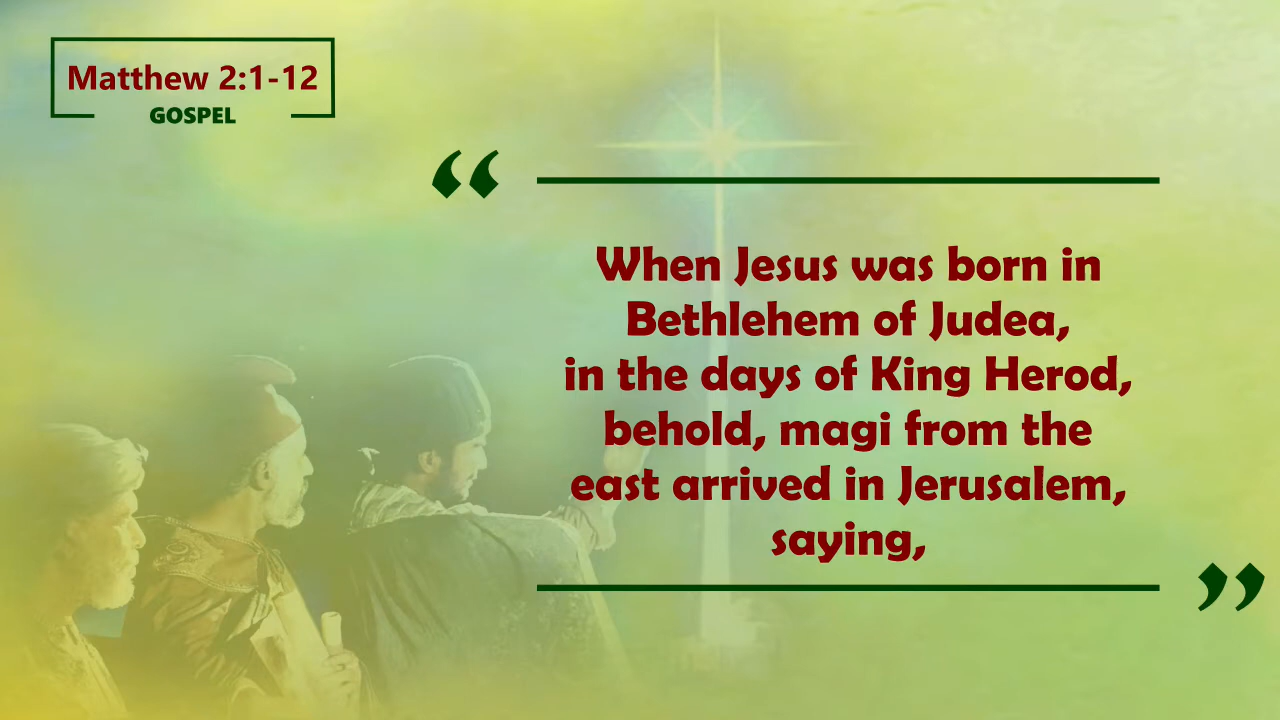 Matthew 2:1-12
GOSPEL
“
When Jesus was born in
Bethlehem of Judea,
in the days of King Herod,
behold, magi from the
east arrived in Jerusalem,
saying,
”